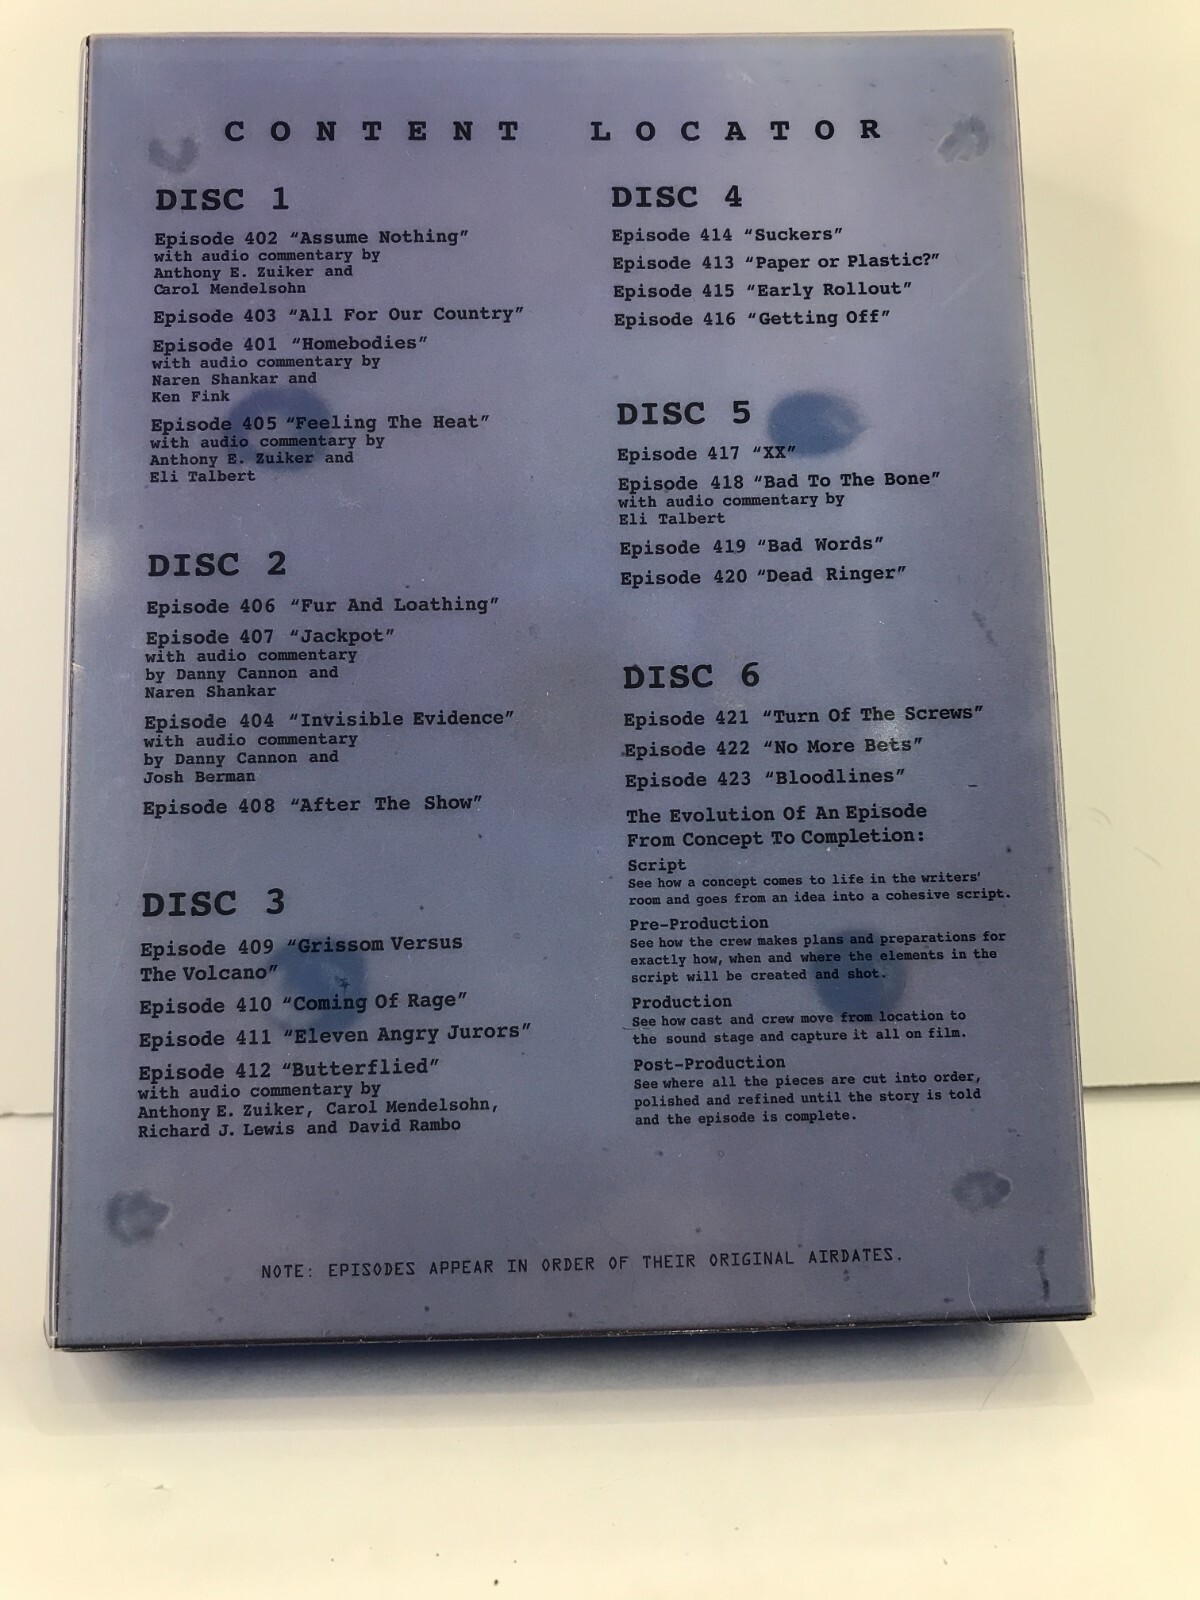 CONTENT LOCATOR
DISC 1
Episode 402 “Assume Nothing”
with audio commentary by
Anthony E. Zuiker and
Carol Mendelsohn
Episode 403 “All For Our Country”
Episode 401 “Homebodies”
with audio commentary by
Naren Shankar and
Ken Fink
Episode 405 “Feeling The Heat”
with audio commentary by
Anthony E. Zuiker and
Eli Talbert
DISC 2
Episode 406 “Fur And Loathing”
Episode 407 “Jackpot”
with audio commentary
by Danny Cannon and
Naren Shankar
Episode 404 “Invisible Evidence”
with audio commentary
by Danny Cannon and
Josh Berman
Episode 408 “After The Show”
DISC 3
Episode 409 “Grissom Versus
The Volcano”
Episode 410 “Coming Of Rage”
Episode 411 “Eleven Angry Jurors”
Episode 412 “Butterflied”
with audio commentary by
Anthony E. Zuiker, Carol Mendelsohn,
Richard J. Lewis and David Rambo
DISC 4
Episode 414 “Suckers”
Episode 413 “Paper or Plastic?”
Episode 415 “Early Rollout”
Episode 416 “Getting Off”
DISC 5
Episode 417 “XX”
Episode 418 “Bad To The Bone”
with audio commentary by
Eli Talbert
Episode 419 “Bad Words”
Episode 420 “Dead Ringer”
DISC 6
Episode 421 “Turn Of The Screws”
Episode 422 “No More Bets”
Episode 423 “Bloodlines”
The Evolution Of An Episode
From Concept To Completion:
Script
See how a concept comes to life in the writers’
room and goes from an idea into a cohesive script.
Pre-Production
See how the crew makes plans and preparations for
exactly how, when and where the elements in the
script will be created and shot.
Production
See how cast and crew move from location to
the sound stage and capture it all on film.
Post-Production
See where all the pieces are cut into order,
polished and refined until the story is told
and the episode is complete.
NOTE: EPISODES APPEAR IN ORDER OF THEIR ORIGINAL AIRDATES.